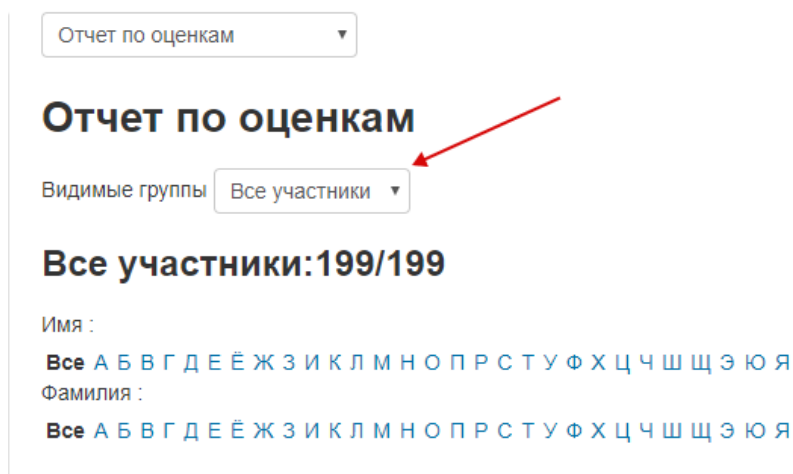 Отчет по оценкам
Отчет по оценкам
Видимые группы Все участники
Все участники:199/199
Имя :
Все А Б В Г Д Е Ё Ж З И К Л М Н О П Р С Т У Ф Х Ц Ч Ш Щ Э Ю Я
Фамилия :
Все А Б В Г Д Е Ё Ж З И К Л М Н О П Р С Т У Ф Х Ц Ч Ш Щ Э Ю Я